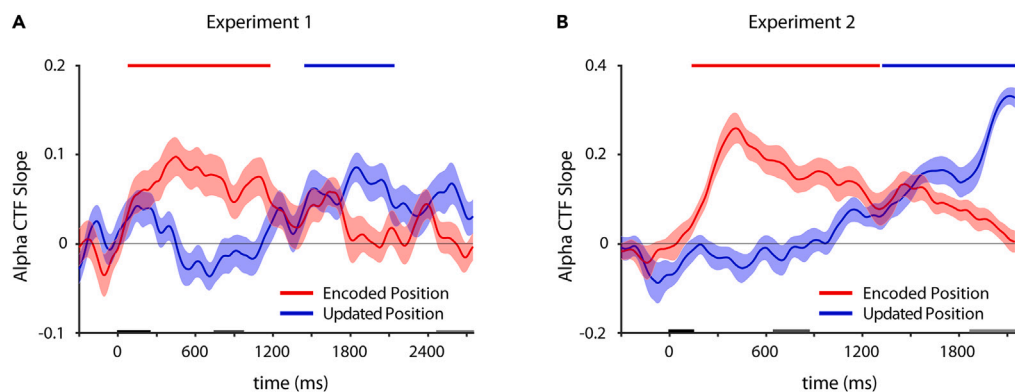 A
Experiment 1
Alpha CTF Slope
0.2
0.1
0
-0.1
0
600
1200
1800
2400
time (ms)
Encoded Position
Updated Position
B
Experiment 2
Alpha CTF Slope
0.4
0.2
0
-0.2
0
600
1200
1800
time (ms)
Encoded Position
Updated Position